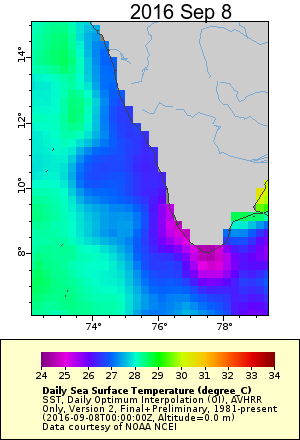 2016 Sep 8
14°
12°
10°
8°
74° 76° 78°
24 25 26 27 28 29 30 31 32 33 34
Daily Sea Surface Temperature (degree_C)
SST, Daily Optimum Interpolation (OI), AVHRR
Only, Version 2, Final+Preliminary, 1981-present
(2016-09-08T00:00:00Z, Altitude=0.0 m)
Data courtesy of NOAA NCEI